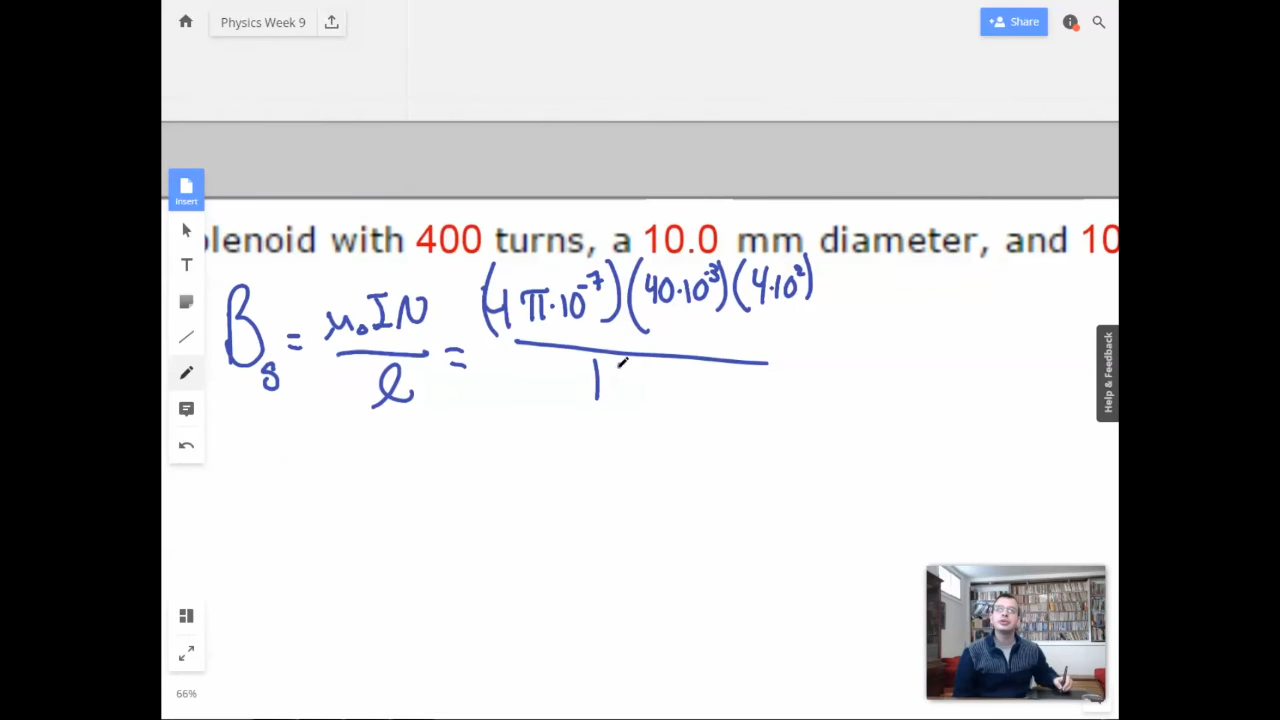 Physics Week 9
Share
Insert
olenoid with 400 turns, a 10.0 mm diameter, and 10
B_s = μ₀IN / l = (4π·10⁻⁷)(40·10⁻³)(4·10²) / 1
T
Help & Feedback
66%